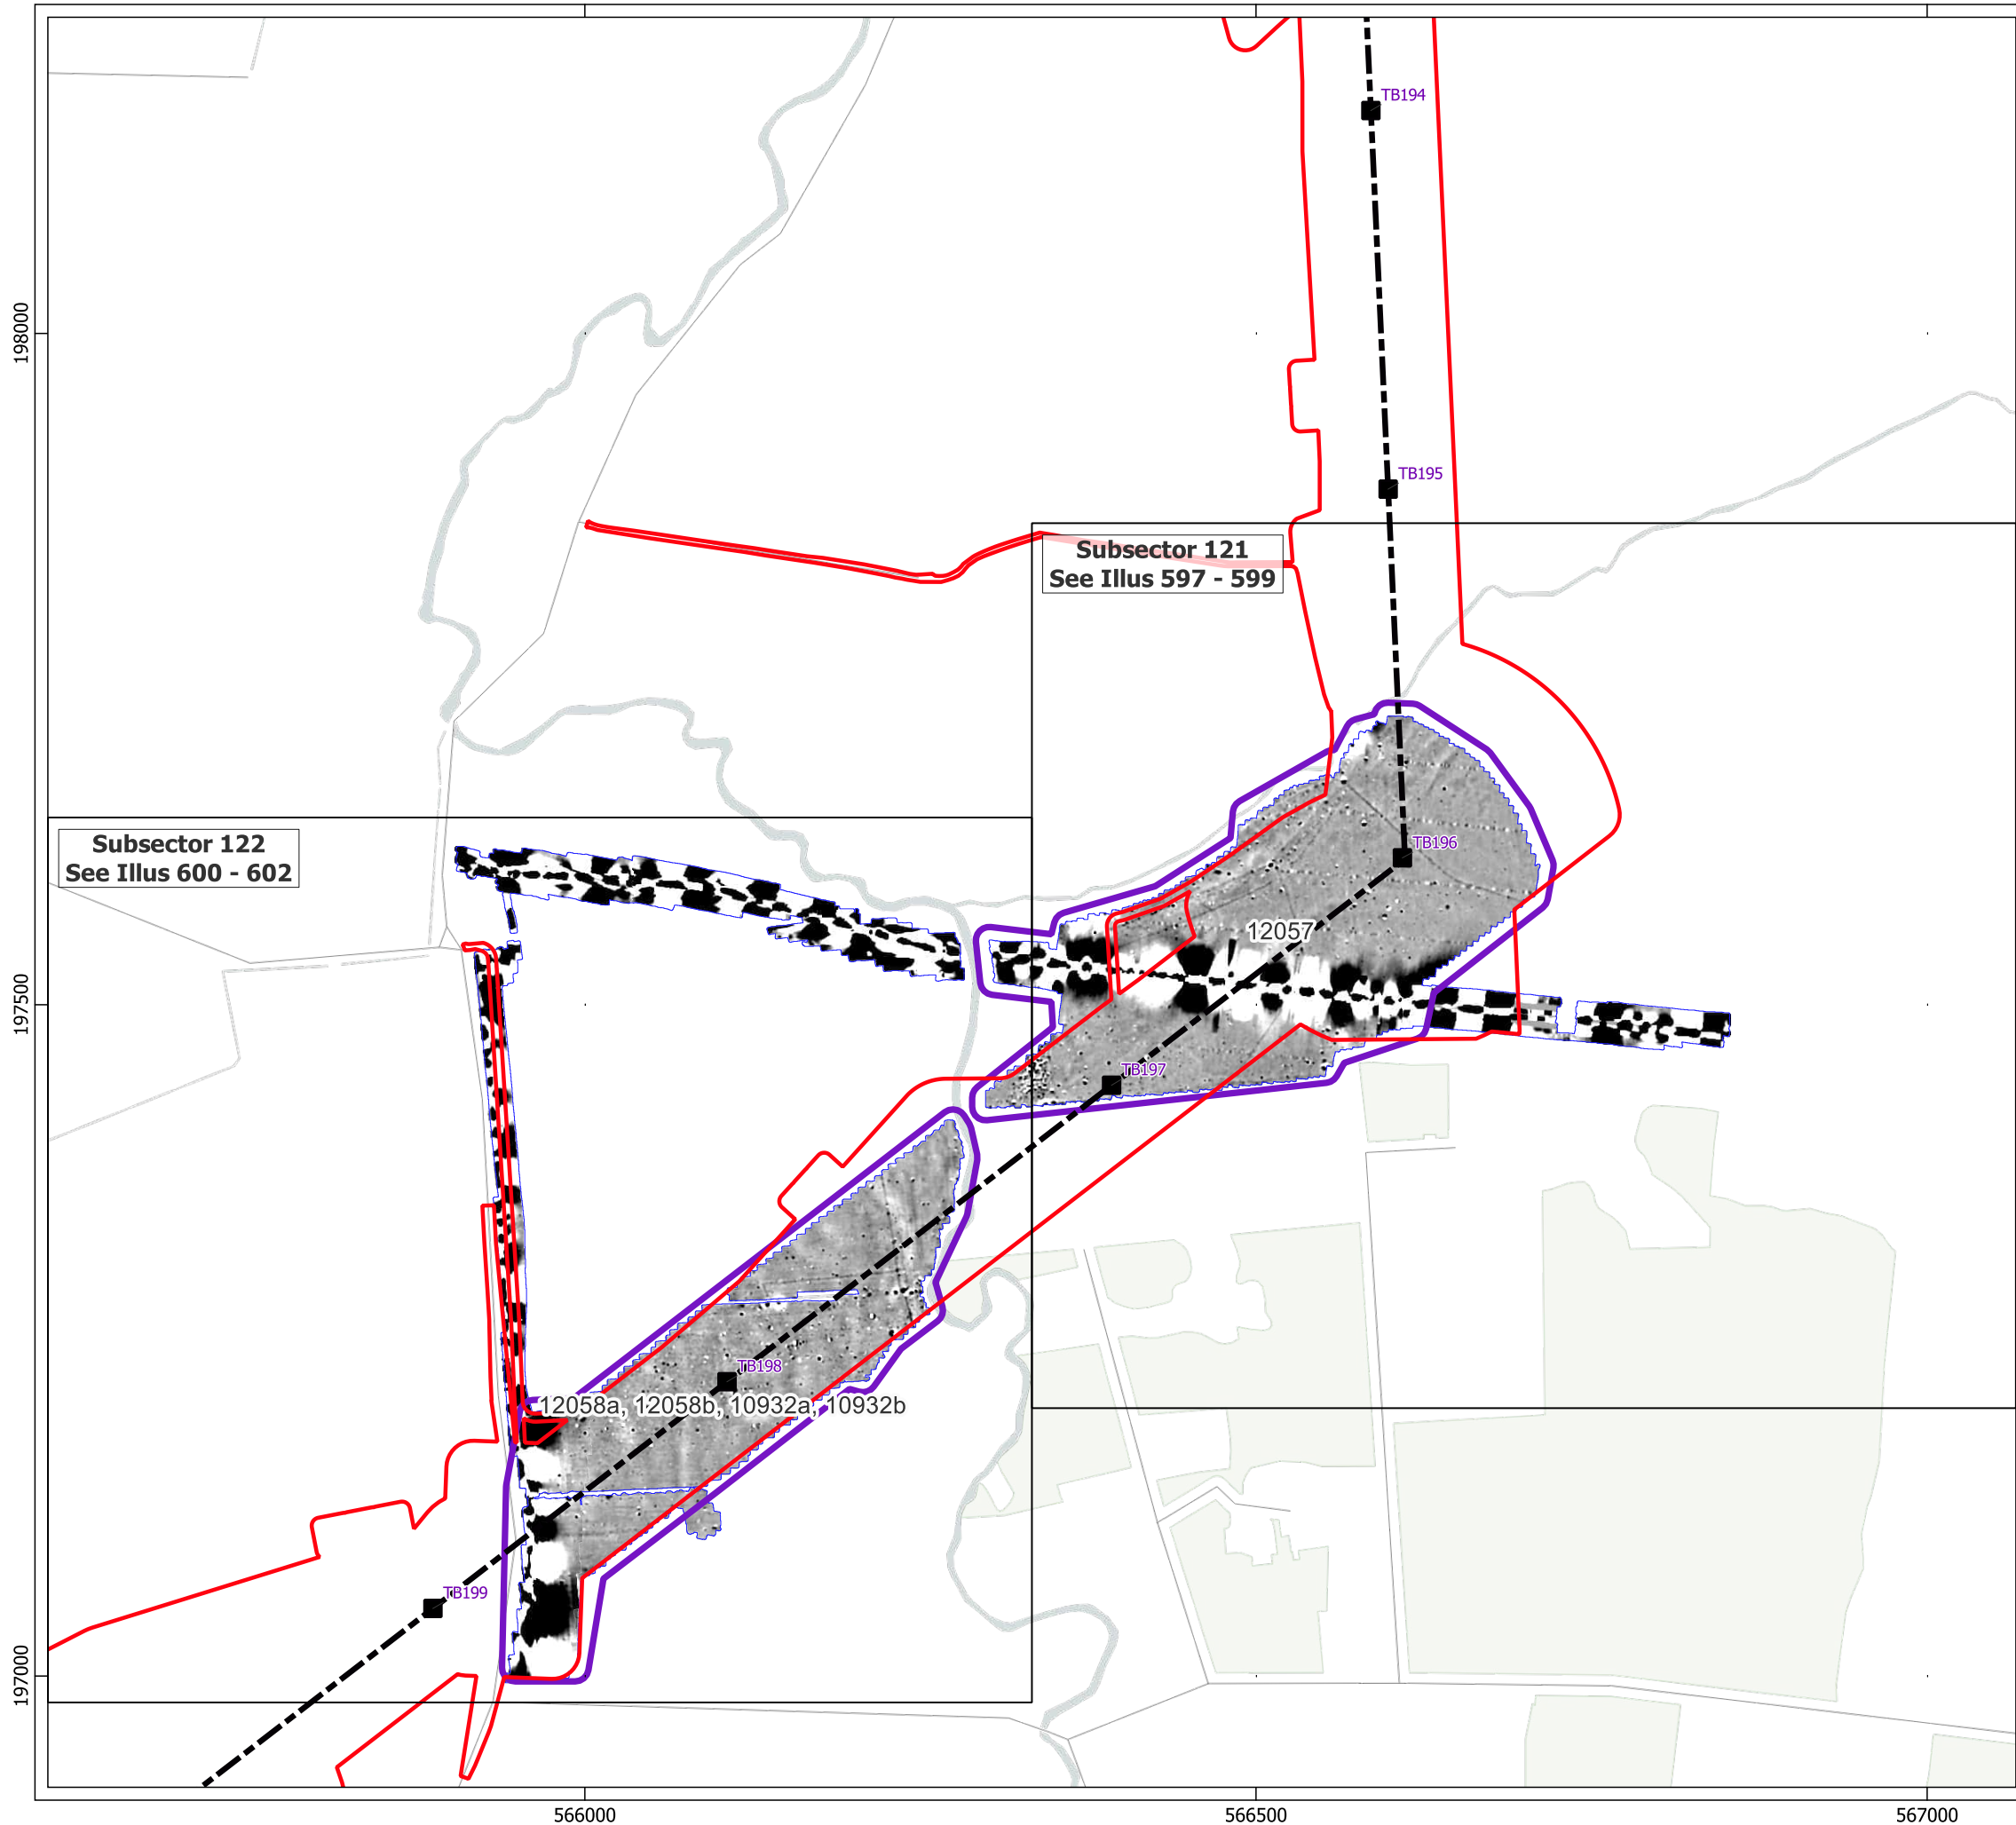 TB194
198000
TB195
Subsector 121
See Illus 597 - 599
Subsector 122
See Illus 600 - 602
TB196
12057
197500
TB197
TB198
12058a, 12058b, 10932a, 10932b
TB199
197000
566000
566500
567000